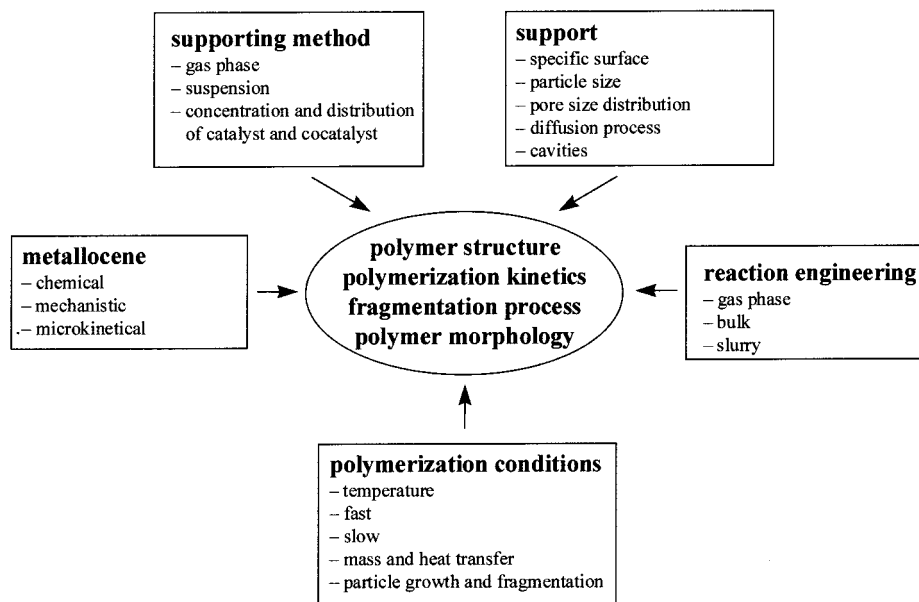 supporting method
– gas phase
– suspension
– concentration and distribution
of catalyst and cocatalyst
support
– specific surface
– particle size
– pore size distribution
– diffusion process
– cavities
metallocene
– chemical
– mechanistic
– microkinetical
polymer structure
polymerization kinetics
fragmentation process
polymer morphology
reaction engineering
– gas phase
– bulk
– slurry
polymerization conditions
– temperature
– fast
– slow
– mass and heat transfer
– particle growth and fragmentation